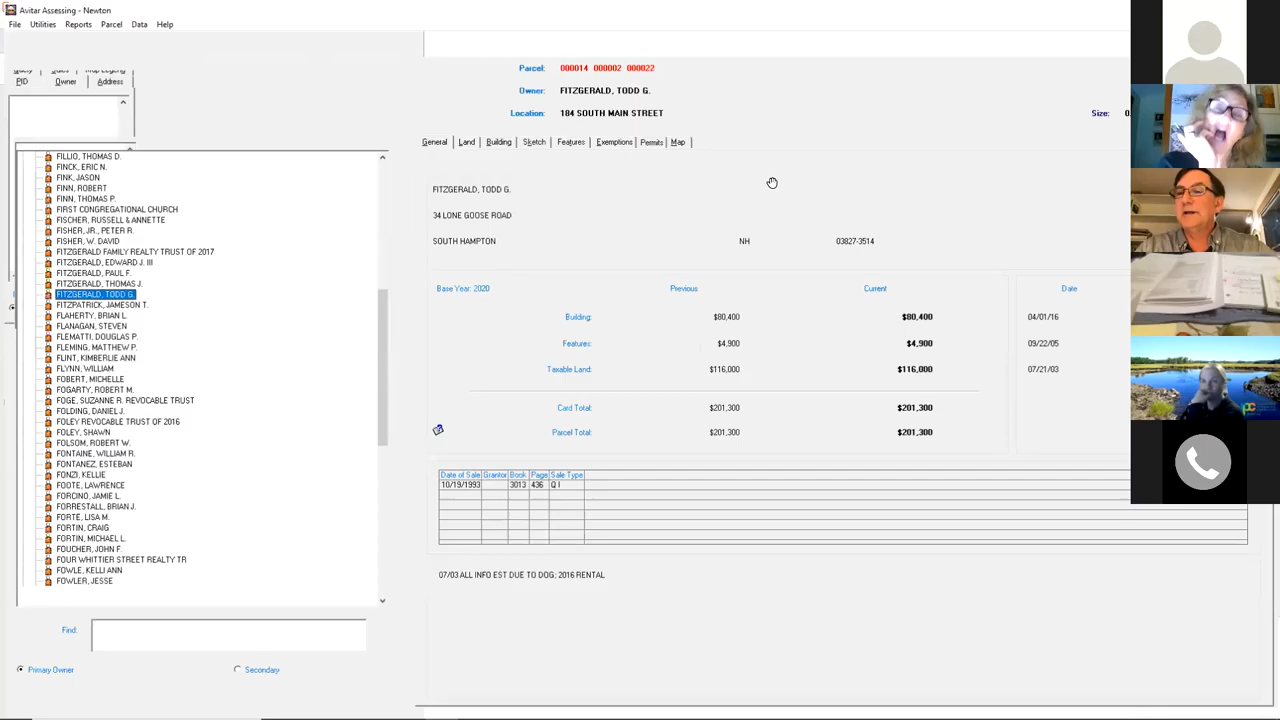 Avitar Assessing - Newton
File Utilities Reports Parcel Data Help
PID Owner Address
Parcel: 000014 000002 000022
Owner: FITZGERALD, TODD G.
Location: 184 SOUTH MAIN STREET
Size: 0.
General Land Building Sketch Features Exemptions Permits Map
FILLIO, THOMAS D.
FINCK, ERIC N.
FINK, JASON
FINN, ROBERT
FINN, THOMAS P.
FIRST CONGREGATIONAL CHURCH
FISCHER, RUSSELL & ANNETTE
FISHER, JR., PETER R.
FISHER, W. DAVID
FITZGERALD FAMILY REALTY TRUST OF 2017
FITZGERALD, EDWARD J. III
FITZGERALD, PAUL F.
FITZGERALD, THOMAS J.
FITZGERALD, TODD G.
FITZPATRICK, JAMESON T.
FLAHERTY, BRIAN L.
FLANAGAN, STEVEN
FLEMATTI, DOUGLAS P.
FLEMING, MATTHEW P.
FLINT, KIMBERLIE ANN
FLYNN, WILLIAM
FOBERT, MICHELLE
FOGARTY, ROBERT M.
FOGE, SUZANNE R. REVOCABLE TRUST
FOLDING, DANIEL J.
FOLEY REVOCABLE TRUST OF 2016
FOLEY, SHAWN
FOLSOM, ROBERT W.
FONTAINE, WILLIAM R.
FONTANEZ, ESTEBAN
FONZI, KELLIE
FOOTE, LAWRENCE
FORCINO, JAMIE L.
FORRESTALL, BRIAN J.
FORTE, LISA M.
FORTIN, CRAIG
FORTIN, MICHAEL L.
FOUCHER, JOHN F.
FOUR WHITTIER STREET REALTY TR
FOWLE, KELLI ANN
FOWLER, JESSE
Find:
Primary Owner Secondary
FITZGERALD, TODD G.
34 LONE GOOSE ROAD
SOUTH HAMPTON NH 03827-3514
Base Year: 2020 Previous Current Date
Building: $80,400 $80,400 04/01/16
Features: $4,900 $4,900 09/22/05
Taxable Land: $116,000 $116,000 07/21/03
Card Total: $201,300 $201,300
Parcel Total: $201,300 $201,300
Date of Sale Grantor Book Page Sale Type
10/19/1993 3013 436 Q I
07/03 ALL INFO EST DUE TO DOG; 2016 RENTAL